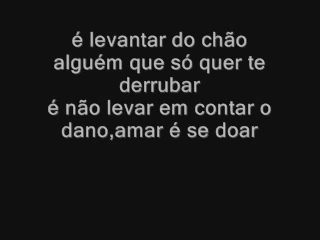 é levantar do chão
alguém que só quer te
derrubar
é não levar em contar o
dano,amar é se doar